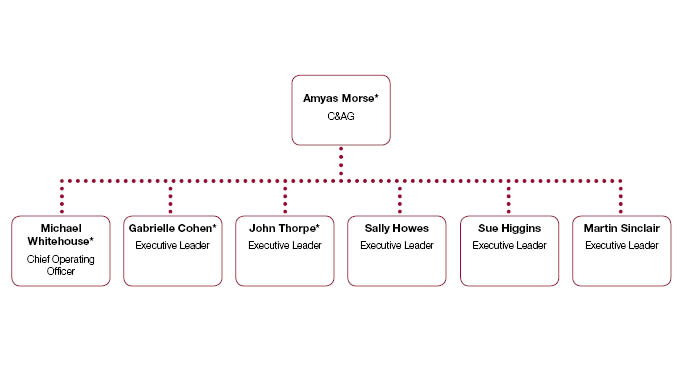 Amyas Morse*
C&AG
Michael
Whitehouse*
Chief Operating
Officer
Gabrielle Cohen*
Executive Leader
John Thorpe*
Executive Leader
Sally Howes
Executive Leader
Sue Higgins
Executive Leader
Martin Sinclair
Executive Leader